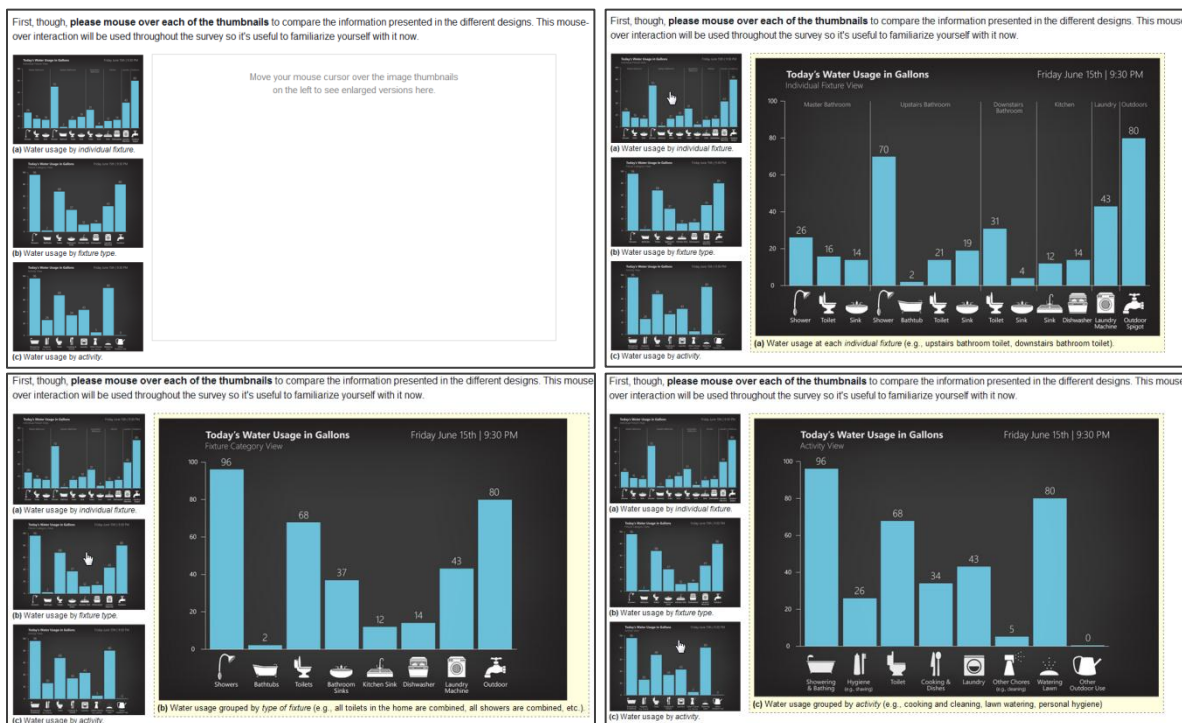 First, though, please mouse over each of the thumbnails to compare the information presented in the different designs. This mouse-
over interaction will be used throughout the survey so it's useful to familiarize yourself with it now.
Move your mouse cursor over the image thumbnails
on the left to see enlarged versions here.
(a) Water usage by individual fixture.
(b) Water usage by fixture type.
(c) Water usage by activity.
First, though, please mouse over each of the thumbnails to compare the information presented in the different designs. This mouse
over interaction will be used throughout the survey so it's useful to familiarize yourself with it now.
(a) Water usage by individual fixture.
(b) Water usage by fixture type.
(c) Water usage by activity.
Today's Water Usage in Gallons
Friday June 15th | 9:30 PM
Individual Fixture View
Master Bathroom Upstairs Bathroom Downstairs Bathroom Kitchen Laundry Outdoors
100
80
60
40
20
0
26 16 14 70 2 21 19 31 4 12 14 43 80
Shower Toilet Sink Shower Bathtub Toilet Sink Toilet Sink Sink Dishwasher Laundry Machine Outdoor Spigot
(a) Water usage at each individual fixture (e.g., upstairs bathroom toilet, downstairs bathroom toilet).
First, though, please mouse over each of the thumbnails to compare the information presented in the different designs. This mouse
over interaction will be used throughout the survey so it's useful to familiarize yourself with it now.
(a) Water usage by individual fixture.
(b) Water usage by fixture type.
(c) Water usage by activity.
Today's Water Usage in Gallons
Friday June 15th | 9:30 PM
Fixture Category View
100
80
60
40
20
0
96 2 68 37 12 14 43 80
Showers Bathtubs Toilets Bathroom Sinks Kitchen Sink Dishwasher Laundry Machine Outdoor
(b) Water usage grouped by type of fixture (e.g., all toilets in the home are combined, all showers are combined, etc.).
First, though, please mouse over each of the thumbnails to compare the information presented in the different designs. This mouse
over interaction will be used throughout the survey so it's useful to familiarize yourself with it now.
(a) Water usage by individual fixture.
(b) Water usage by fixture type.
(c) Water usage by activity.
Today's Water Usage in Gallons
Friday June 15th | 9:30 PM
Activity View
100
80
60
40
20
0
96 26 68 34 43 5 80 0
Showering & Bathing Hygiene (e.g., shaving) Toilet Cooking & Dishes Laundry Other Chores (e.g., cleaning) Watering Lawn Other Outdoor Use
(c) Water usage grouped by activity (e.g., cooking and cleaning, lawn watering, personal hygiene)